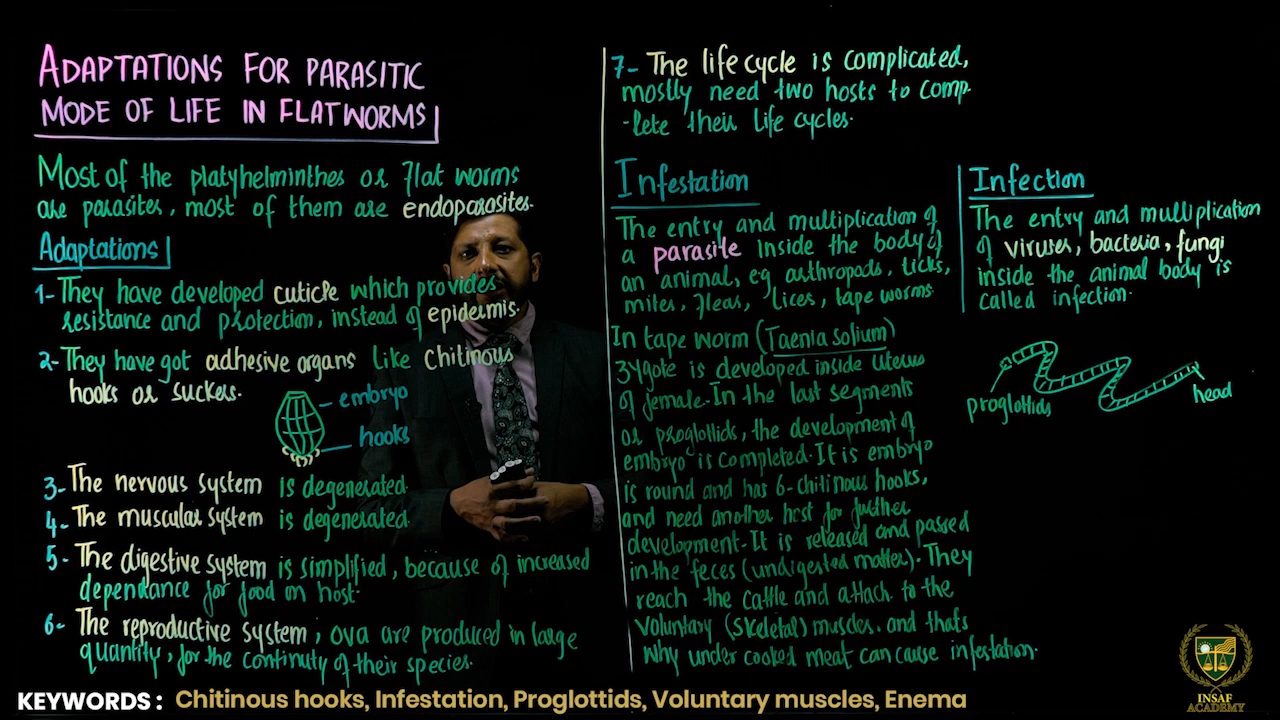 ADAPTATIONS FOR PARASITIC
MODE OF LIFE IN FLATWORMS
Most of the platyhelminthes or flat worms
are parasites, most of them are endoparasites.
Adaptations
1- They have developed cuticle which provides
resistance and protection, instead of epidermis.
2- They have got adhesive organs like Chitinous
hooks or suckers.
embryo
hooks
3- The nervous system is degenerated.
4- The muscular system is degenerated.
5- The digestive system is simplified, because of increased
dependance for food on host.
6- The reproductive system; ova are produced in large
quantity, for the continuity of their species.
7- The life cycle is complicated,
mostly need two hosts to comp-
-lete their life cycles.
Infestation
The entry and multiplication of
a parasite inside the body of
an animal, eg arthropods, ticks,
mites, fleas, lices, tape worms.
Infection
The entry and multiplication
of viruses, bacteria, fungi
inside the animal body is
called infection.
In tape worm (Taenia solium)
zygote is developed inside uterus
of female. In the last segments
or proglottids, the development of
embryo is completed. It is embryo
is round and has 6-chitinous hooks,
and need another host for further
development. It is released and passed
in the feces (undigested matter). They
reach the cattle and attach to the
voluntary (skeletal) muscles. and thats
why under cooked meat can cause infestation.
proglottids
head
KEYWORDS : Chitinous hooks, Infestation, Proglottids, Voluntary muscles, Enema
INSAF
ACADEMY